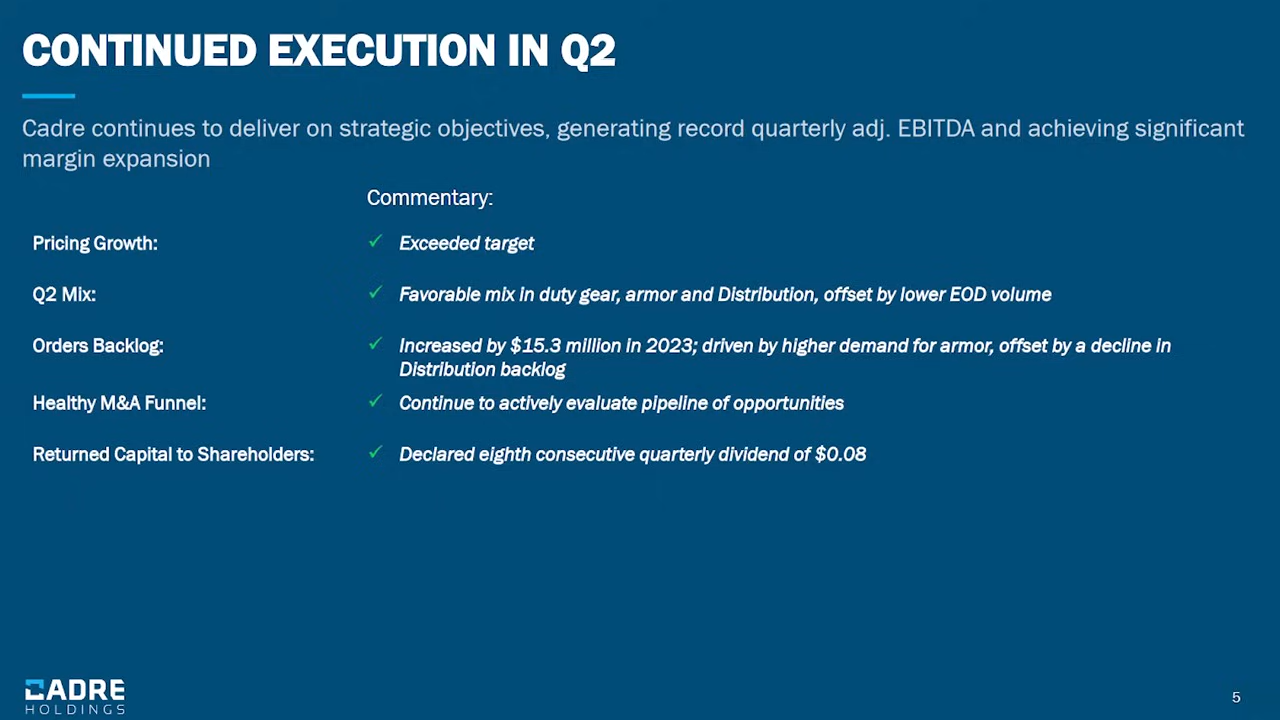 CONTINUED EXECUTION IN Q2
Cadre continues to deliver on strategic objectives, generating record quarterly adj. EBITDA and achieving significant
margin expansion
Commentary:
Pricing Growth: ✓ Exceeded target
Q2 Mix: ✓ Favorable mix in duty gear, armor and Distribution, offset by lower EOD volume
Orders Backlog: ✓ Increased by $15.3 million in 2023; driven by higher demand for armor, offset by a decline in
Distribution backlog
Healthy M&A Funnel: ✓ Continue to actively evaluate pipeline of opportunities
Returned Capital to Shareholders: ✓ Declared eighth consecutive quarterly dividend of $0.08
CADRE
HOLDINGS
5